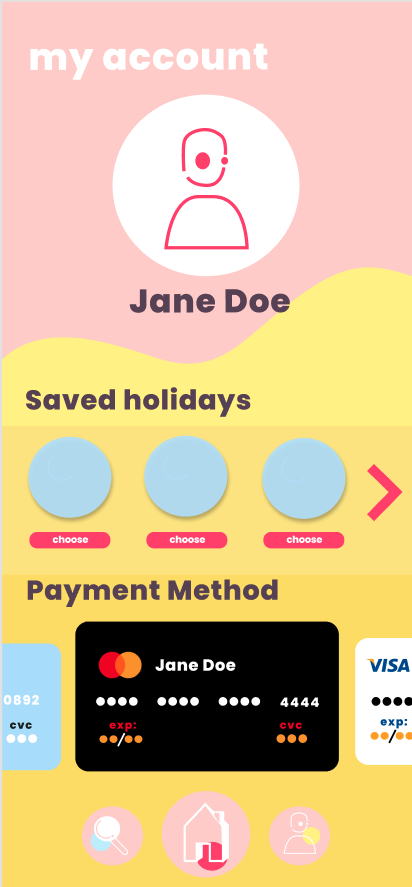 my account
Jane Doe
Saved holidays
choose choose choose
Payment Method
Jane Doe
VISA
0892
4444
cvc
exp:
cvc
exp: